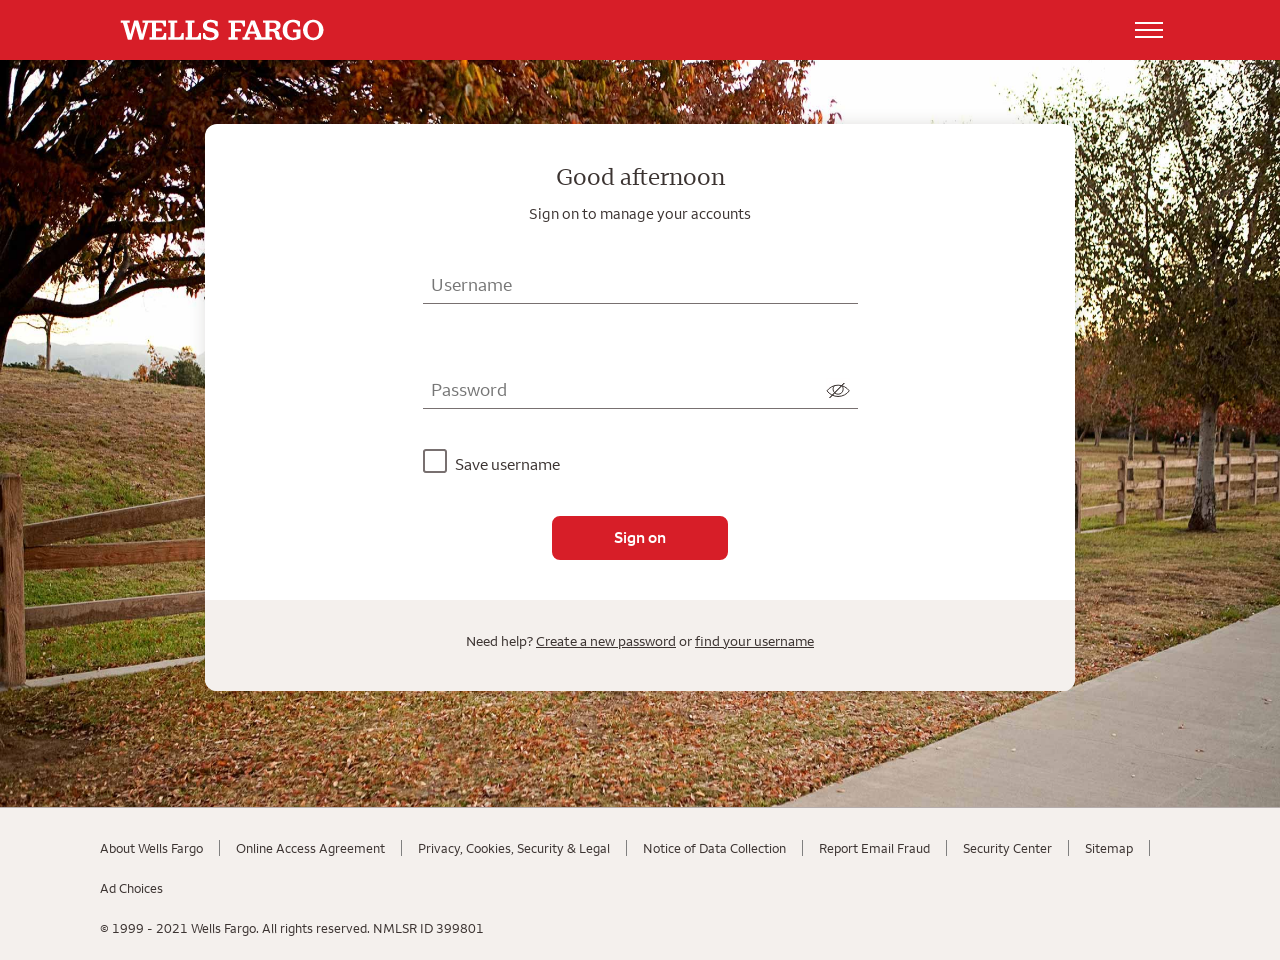 WELLS FARGO
Good afternoon
Sign on to manage your accounts
Username
Password
Save username
Sign on
Need help? Create a new password or find your username
About Wells Fargo
Online Access Agreement
Privacy, Cookies, Security & Legal
Notice of Data Collection
Report Email Fraud
Security Center
Sitemap
Ad Choices
© 1999 - 2021 Wells Fargo. All rights reserved. NMLSR ID 399801